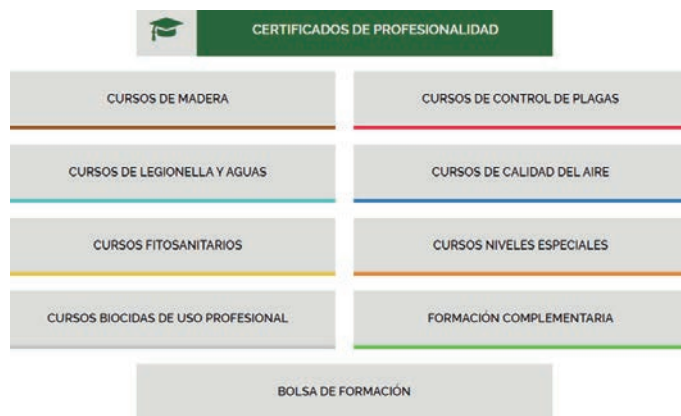 CERTIFICADOS DE PROFESIONALIDAD
CURSOS DE MADERA
CURSOS DE CONTROL DE PLAGAS
CURSOS DE LEGIONELLA Y AGUAS
CURSOS DE CALIDAD DEL AIRE
CURSOS FITOSANITARIOS
CURSOS NIVELES ESPECIALES
CURSOS BIOCIDAS DE USO PROFESIONAL
FORMACIÓN COMPLEMENTARIA
BOLSA DE FORMACIÓN